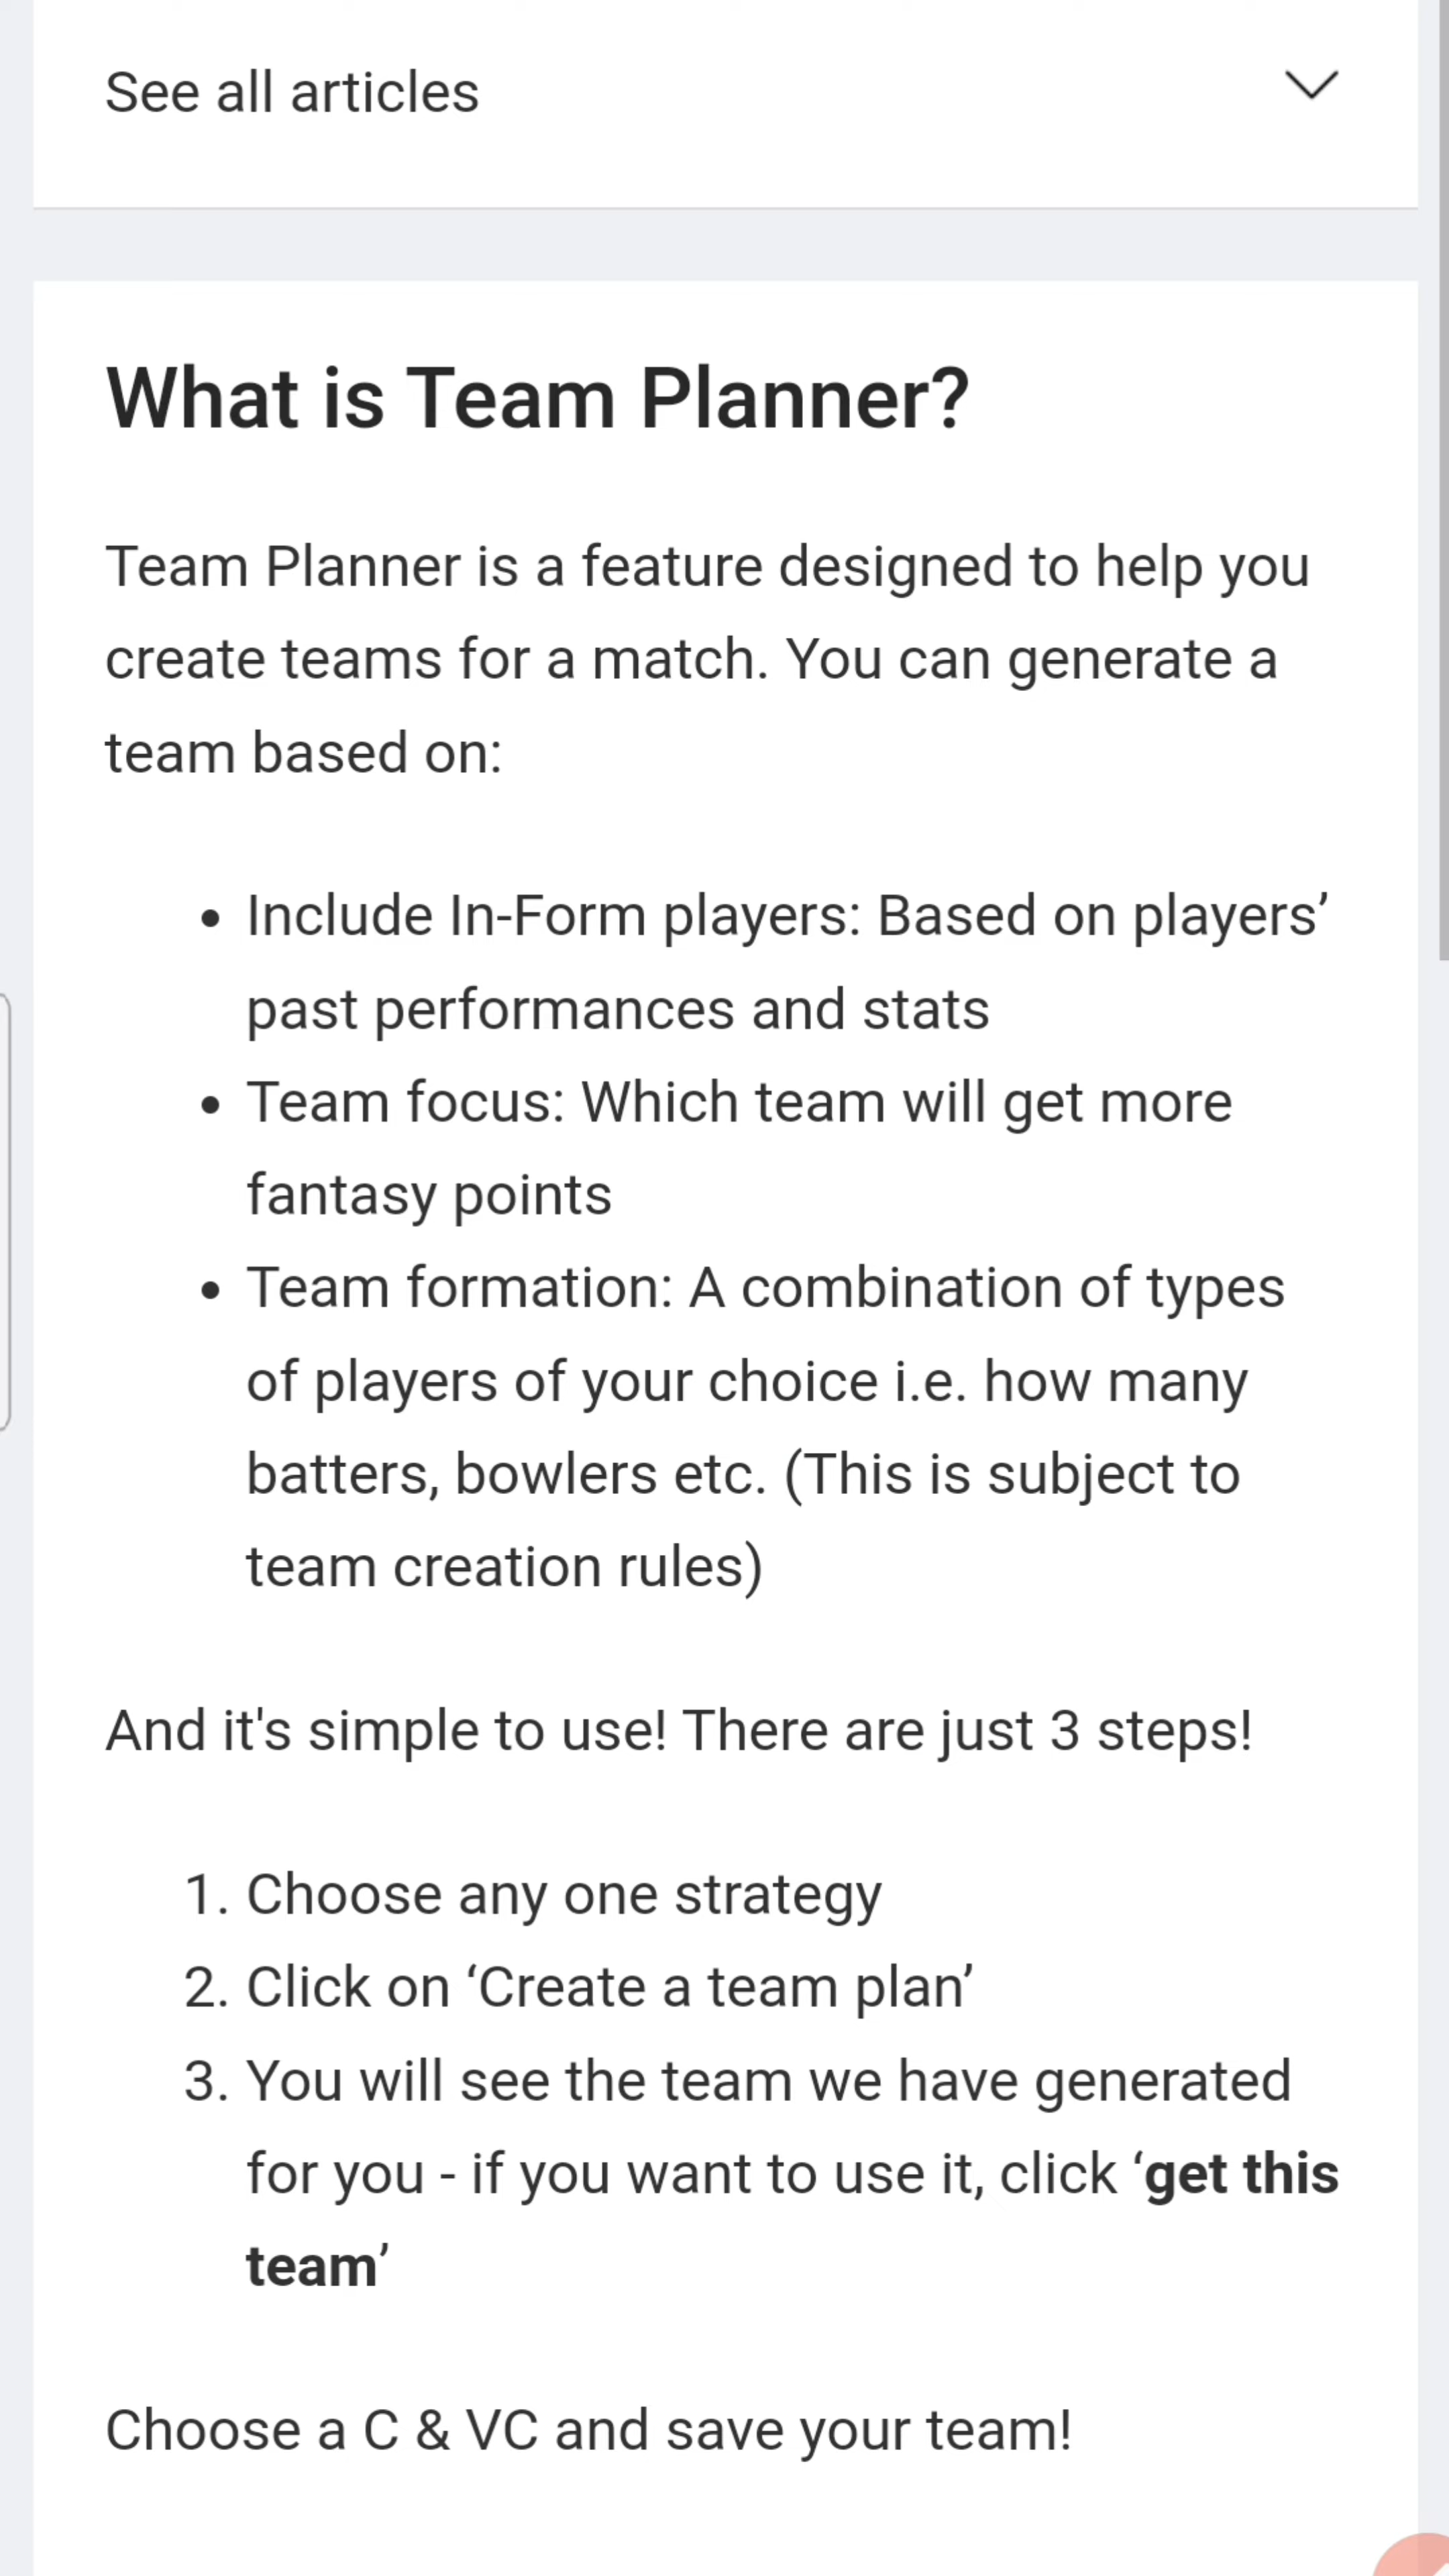 See all articles
What is Team Planner?
Team Planner is a feature designed to help you
create teams for a match. You can generate a
team based on:
• Include In-Form players: Based on players’
past performances and stats
• Team focus: Which team will get more
fantasy points
• Team formation: A combination of types
of players of your choice i.e. how many
batters, bowlers etc. (This is subject to
team creation rules)
And it's simple to use! There are just 3 steps!
1. Choose any one strategy
2. Click on ‘Create a team plan’
3. You will see the team we have generated
for you - if you want to use it, click ‘get this
team’
Choose a C & VC and save your team!